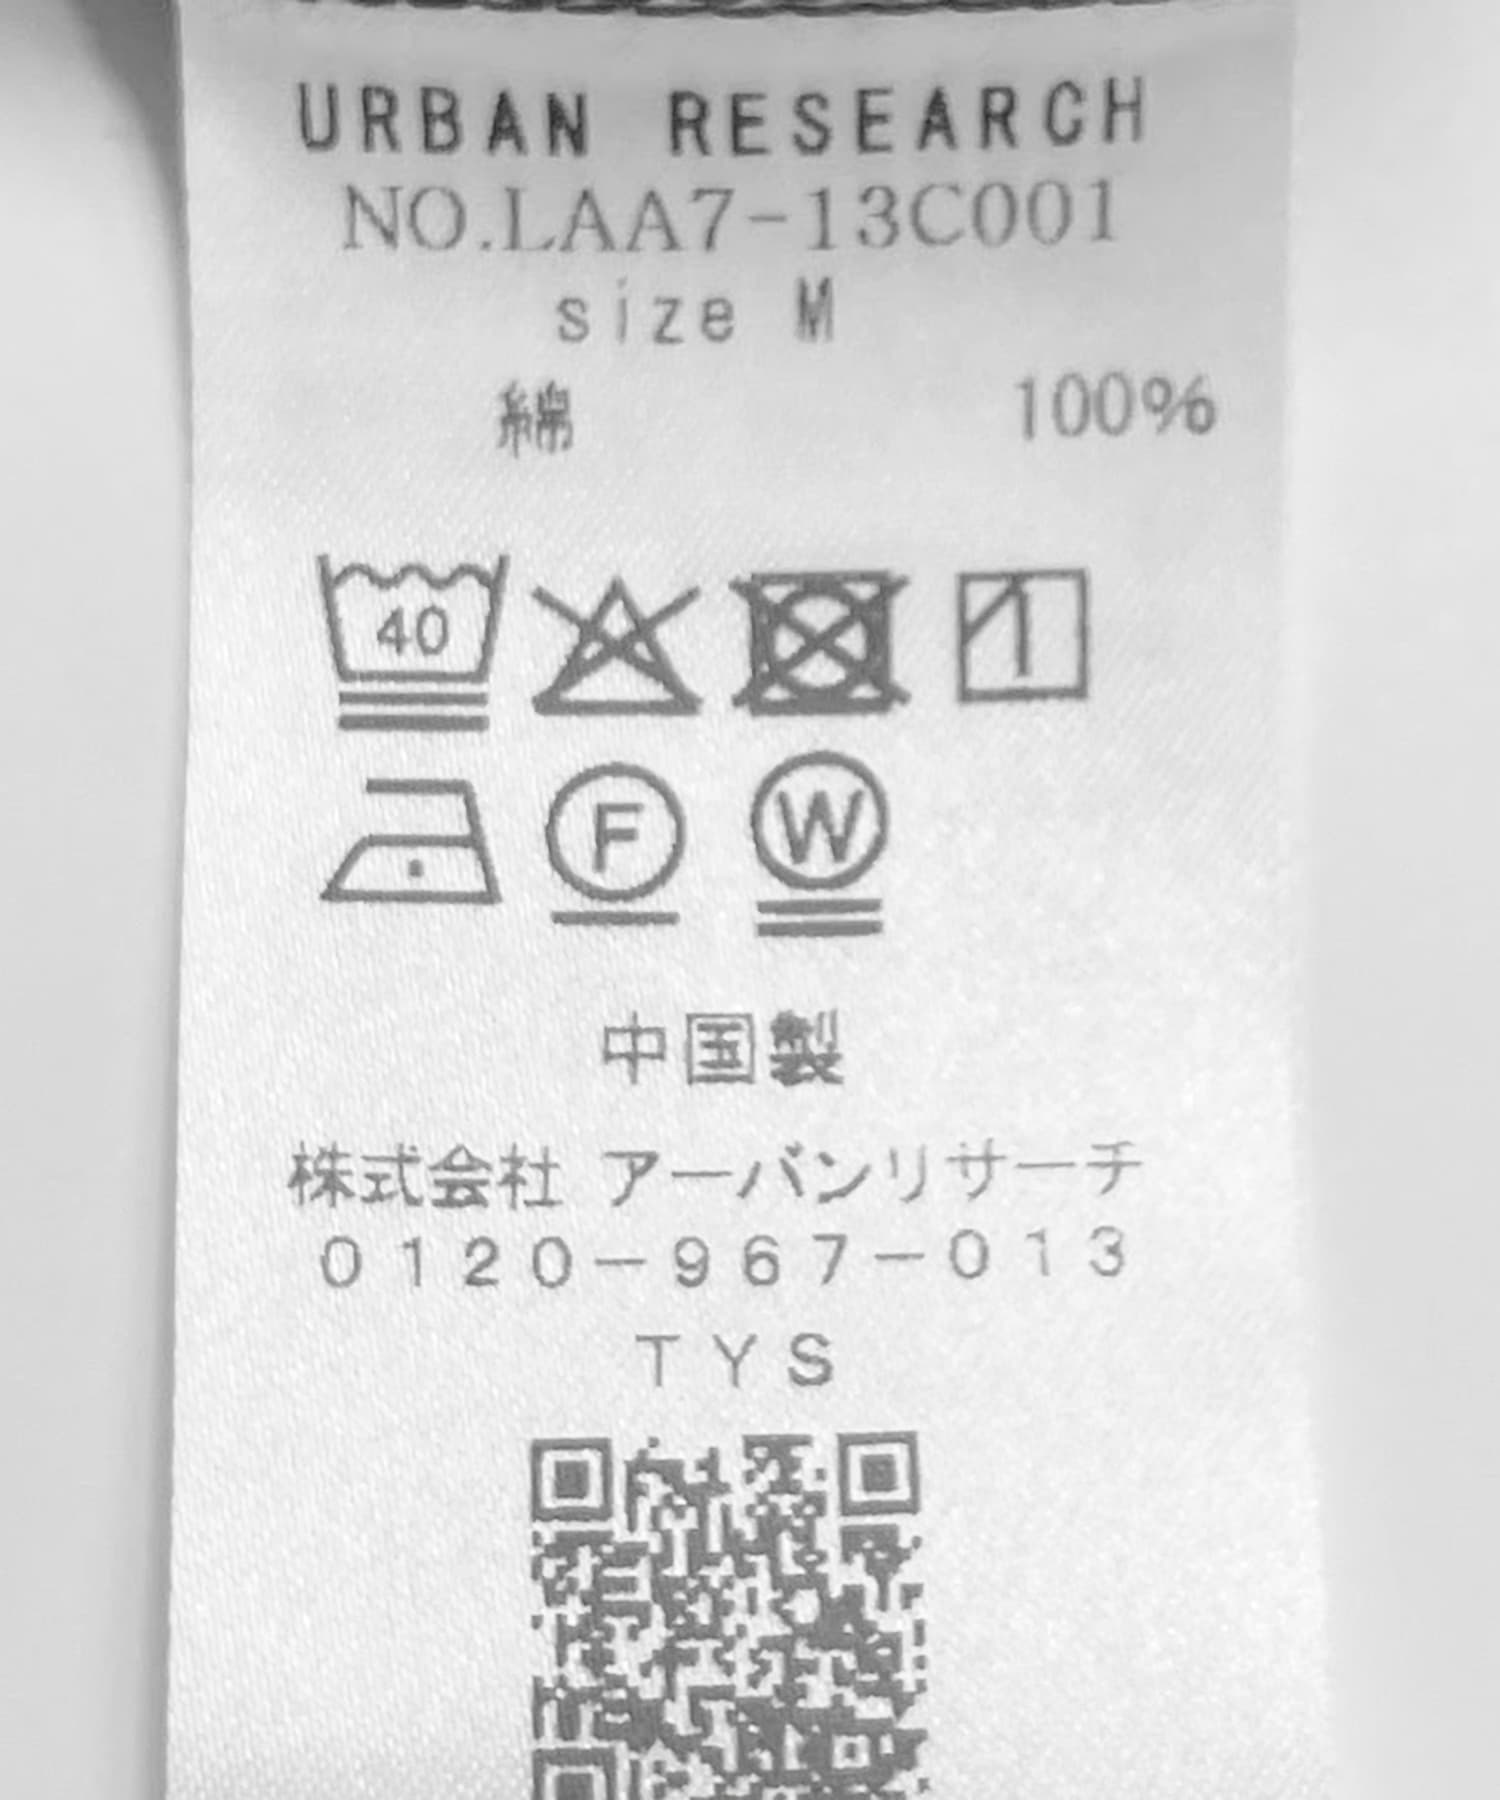 URBAN RESEARCH
NO.LAA7-13C001
size M
綿 100%
40
F W
中国製
株式会社 アーバンリサーチ
0120-967-013
TYS